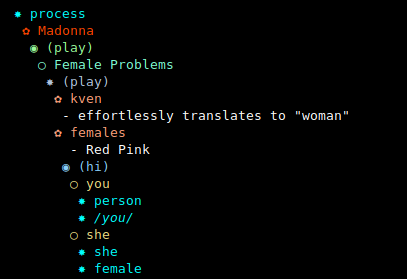 ✸ process
✿ Madonna
◉ (play)
○ Female Problems
✸ (play)
✿ kven
- effortlessly translates to "woman"
✿ females
- Red Pink
◉ (hi)
○ you
✸ person
✸ /you/
○ she
✸ she
✸ female